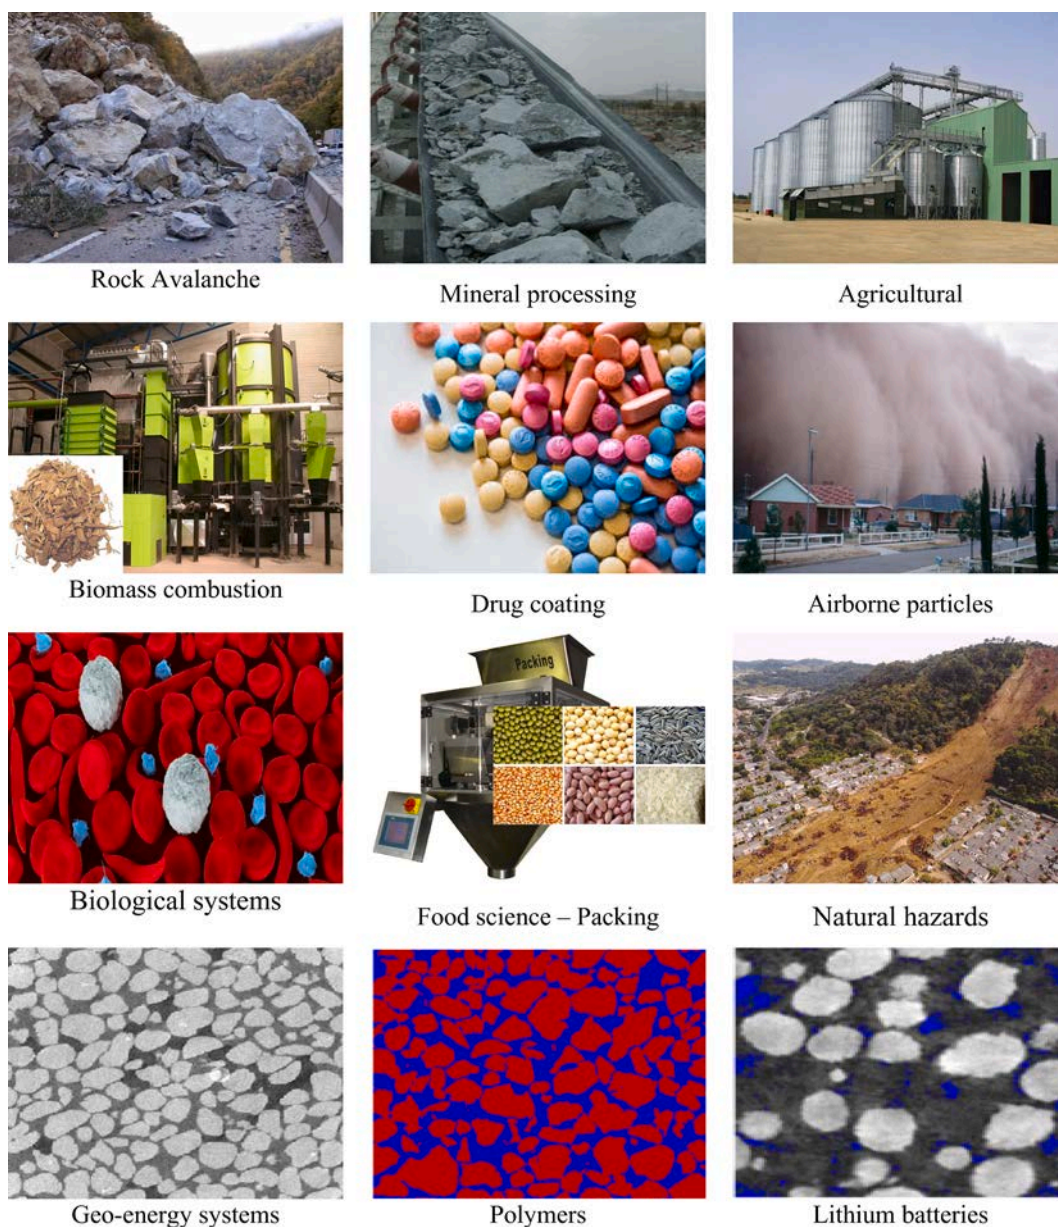 Rock Avalanche
Mineral processing
Agricultural
Biomass combustion
Drug coating
Airborne particles
Packing
Biological systems
Food science – Packing
Natural hazards
Geo-energy systems
Polymers
Lithium batteries